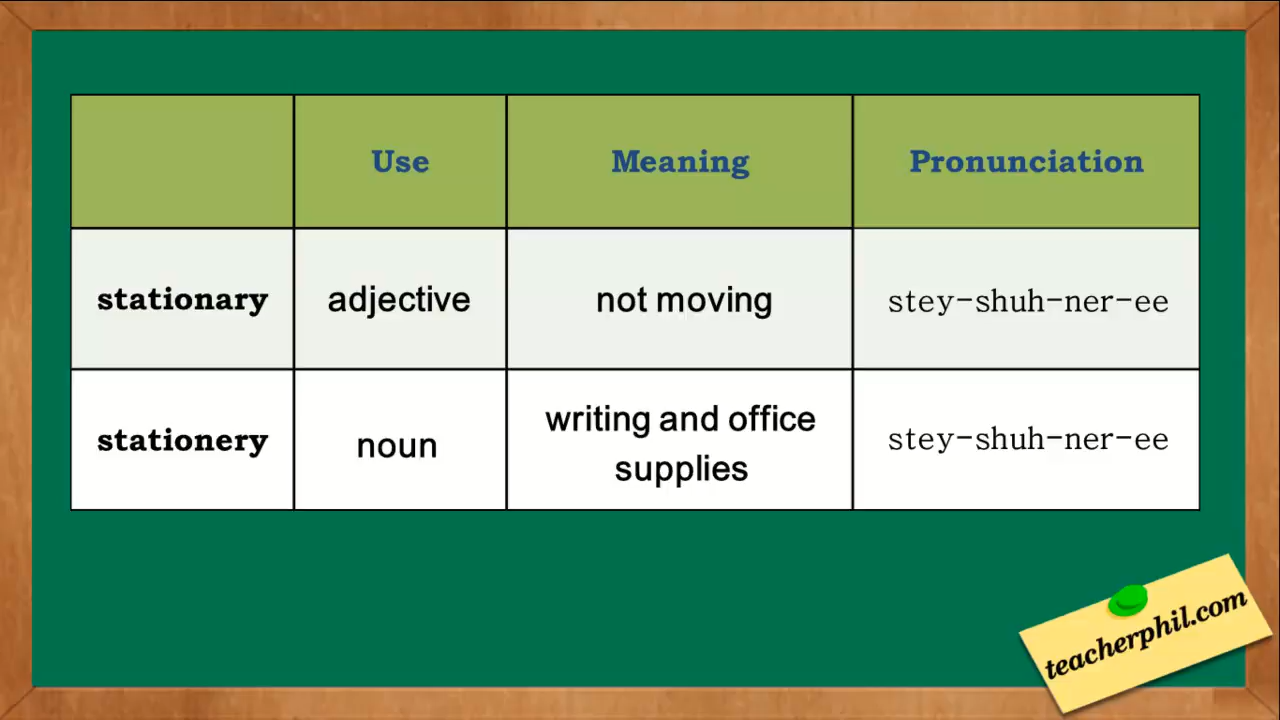 Use Meaning Pronunciation
stationary adjective not moving stey-shuh-ner-ee
stationery noun writing and office supplies stey-shuh-ner-ee
teacherphil.com